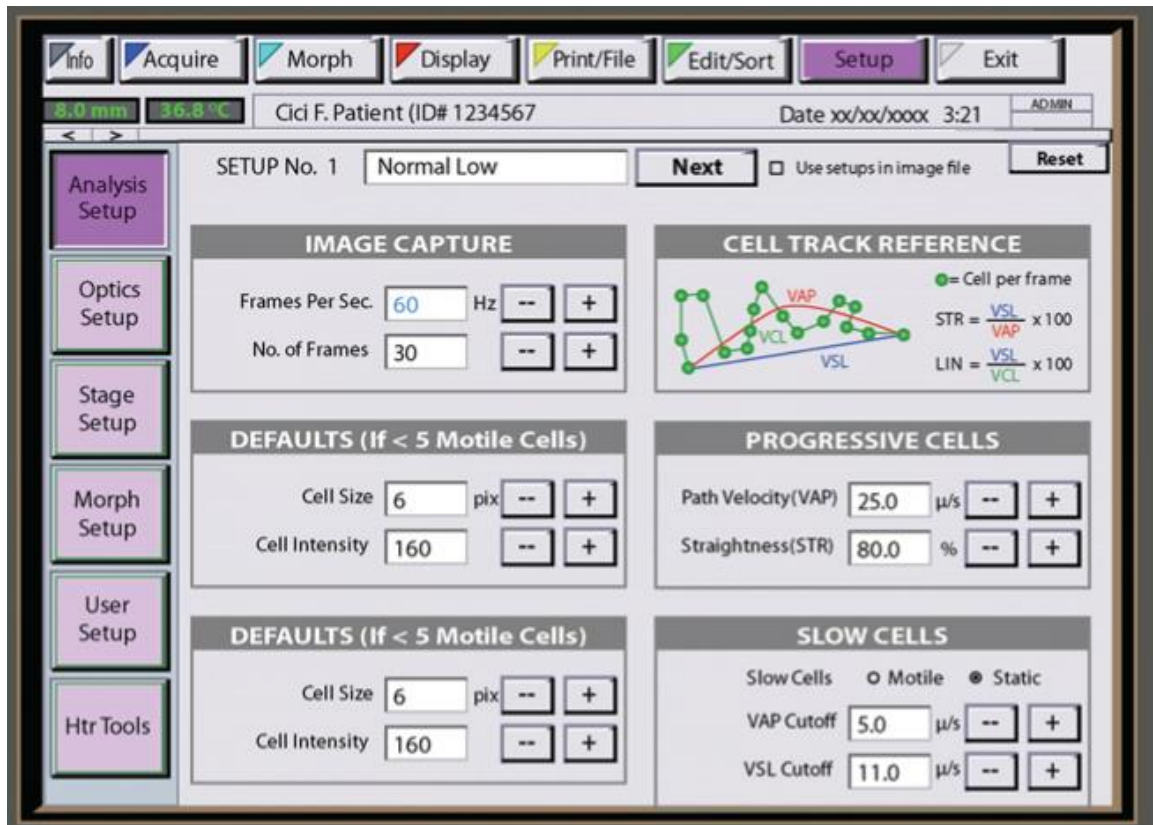 Info Acquire Morph Display Print/File Edit/Sort Setup Exit
8.0 mm 36.8 °C Cici F. Patient (ID# 1234567 Date xx/xx/xxxx 3:21 ADMIN
< >
Analysis Setup
Optics Setup
Stage Setup
Morph Setup
User Setup
Htr Tools
SETUP No. 1 Normal Low Next Use setups in image file Reset
IMAGE CAPTURE
Frames Per Sec. 60 Hz -- +
No. of Frames 30 -- +
CELL TRACK REFERENCE
VAP
VCL
VSL
= Cell per frame
STR = VSL / VAP x 100
LIN = VSL / VCL x 100
DEFAULTS (If < 5 Motile Cells)
Cell Size 6 pix -- +
Cell Intensity 160 -- +
PROGRESSIVE CELLS
Path Velocity(VAP) 25.0 µ/s -- +
Straightness(STR) 80.0 % -- +
DEFAULTS (If < 5 Motile Cells)
Cell Size 6 pix -- +
Cell Intensity 160 -- +
SLOW CELLS
Slow Cells Motile Static
VAP Cutoff 5.0 µ/s -- +
VSL Cutoff 11.0 µ/s -- +